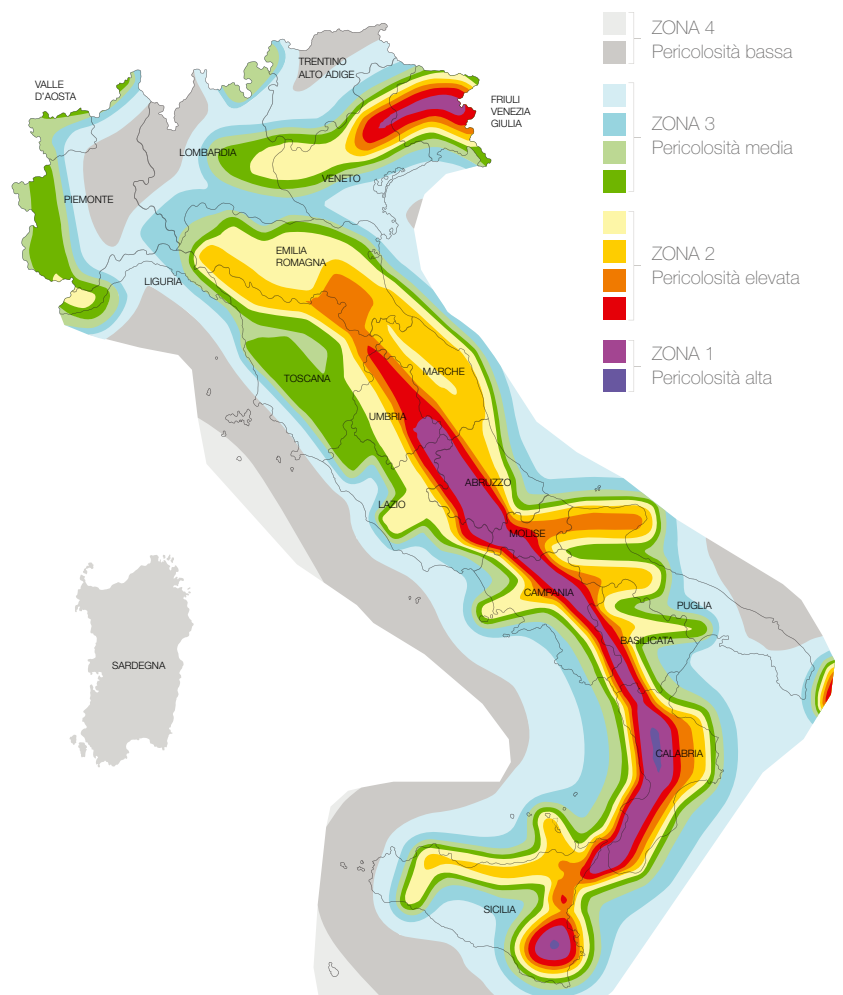 ZONA 4
Pericolosità bassa
ZONA 3
Pericolosità media
ZONA 2
Pericolosità elevata
ZONA 1
Pericolosità alta
TRENTINO
ALTO ADIGE
VALLE
D'AOSTA
FRIULI
VENEZIA
GIULIA
LOMBARDIA
VENETO
PIEMONTE
EMILIA
ROMAGNA
LIGURIA
MARCHE
TOSCANA
UMBRIA
ABRUZZO
LAZIO
MOLISE
CAMPANIA
PUGLIA
BASILICATA
SARDEGNA
CALABRIA
SICILIA